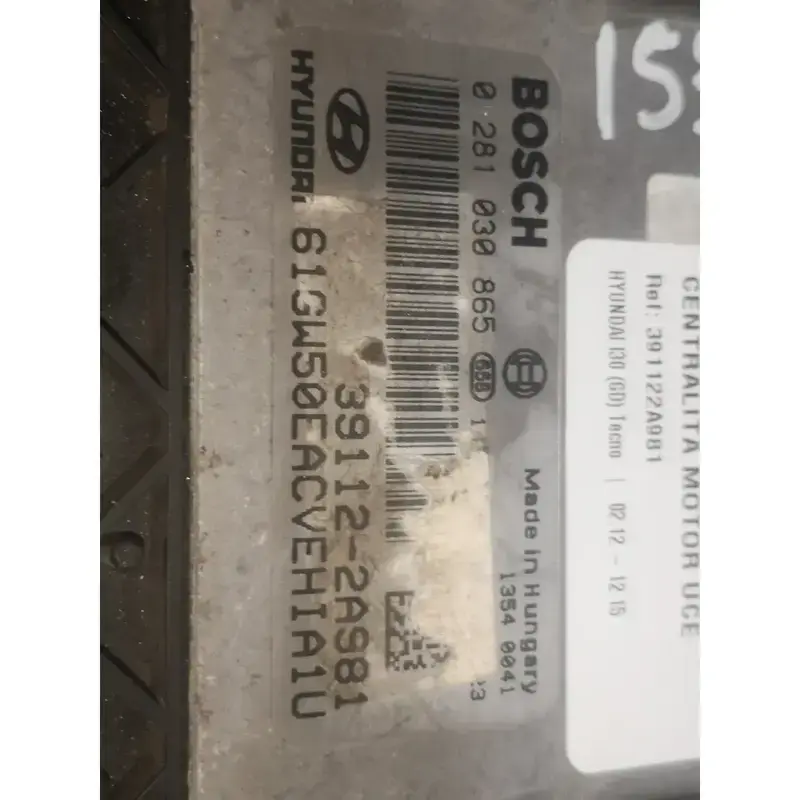 BOSCH
0 281 030 865
Made in Hungary
1354 0041
39112-2A981
HYUNDAI 61GW50EACVEHIA1U
CENTRALITA MOTOR UCE
Ref: 391122A981
HYUNDAI I30 (GD) Tecno | 02.12 - 12.15